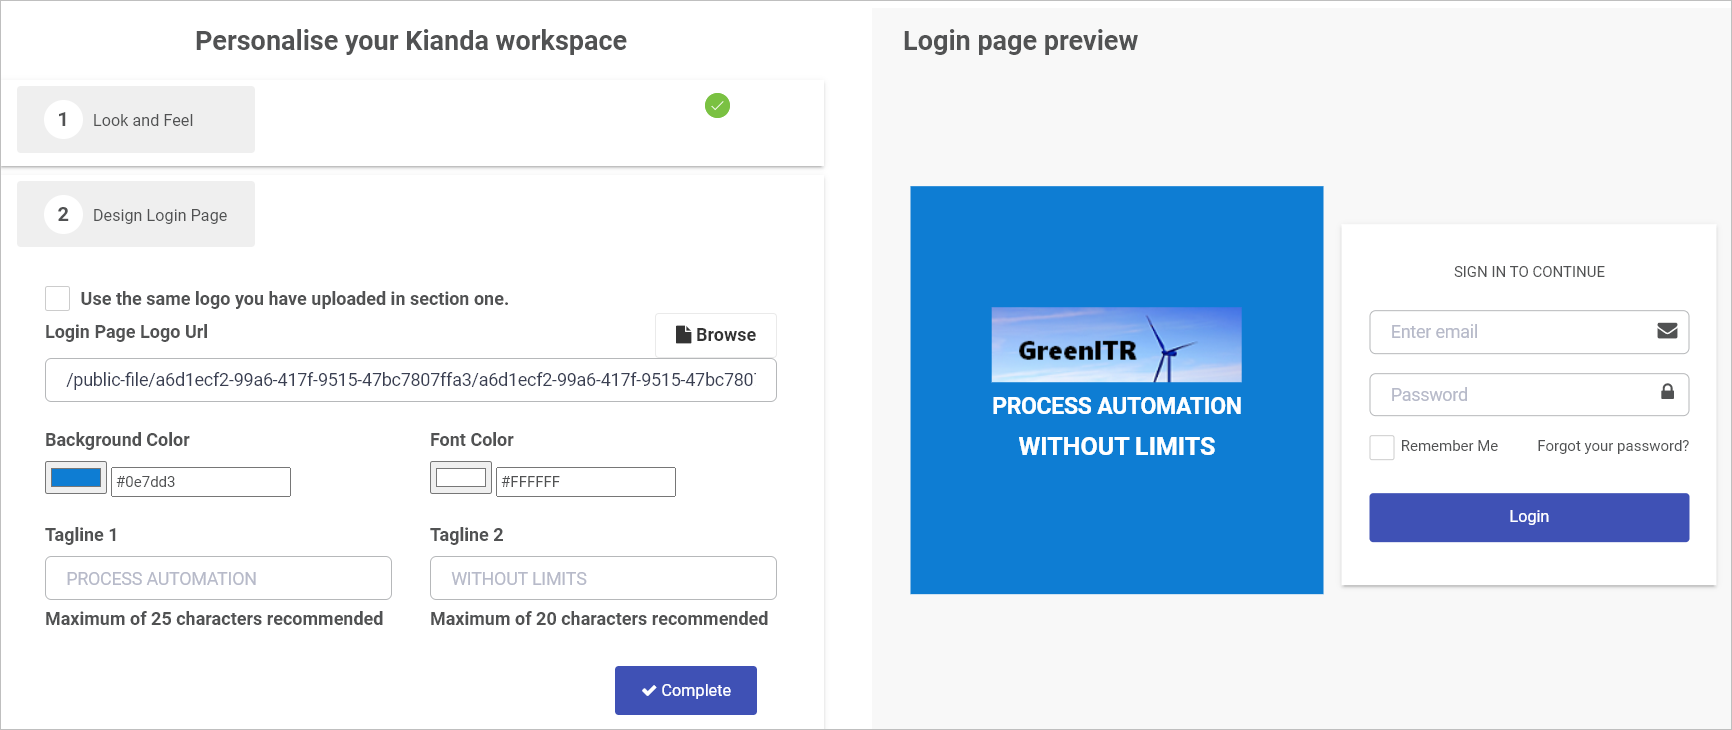 Personalise your Kianda workspace
1 Look and Feel
2 Design Login Page
Use the same logo you have uploaded in section one.
Login Page Logo Url
Browse
/public-file/a6d1ecf2-99a6-417f-9515-47bc7807ffa3/a6d1ecf2-99a6-417f-9515-47bc780
Background Color
Font Color
#0e7dd3
#FFFFFF
Tagline 1
Tagline 2
PROCESS AUTOMATION
WITHOUT LIMITS
Maximum of 25 characters recommended
Maximum of 20 characters recommended
Complete
Login page preview
GreenITR
PROCESS AUTOMATION
WITHOUT LIMITS
SIGN IN TO CONTINUE
Enter email
Password
Remember Me
Forgot your password?
Login